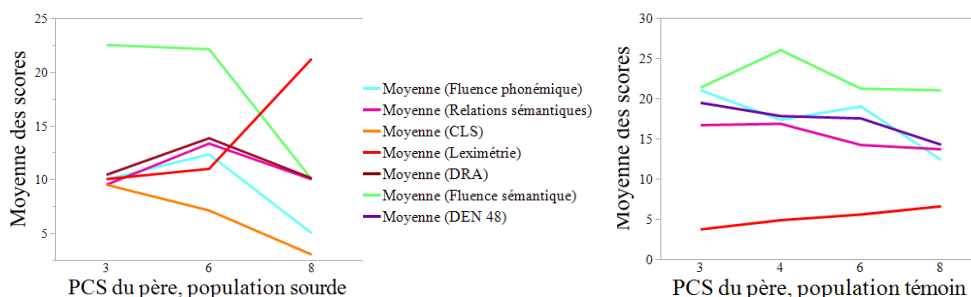 25
20
15
10
5
Moyenne des scores
3
6
8
PCS du père, population sourde
Moyenne (Fluence phonémique)
Moyenne (Relations sémantiques)
Moyenne (CLS)
Moyenne (Leximétrie)
Moyenne (DRA)
Moyenne (Fluence sémantique)
Moyenne (DEN 48)
30
25
20
15
10
5
0
Moyenne des scores
3
4
6
8
PCS du père, population témoin